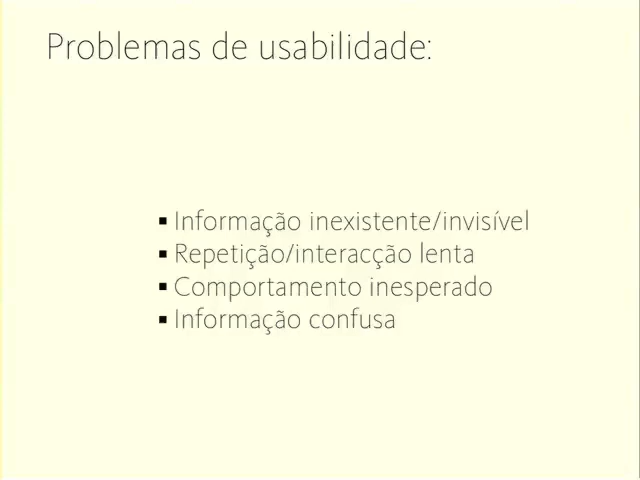 Problemas de usabilidade:
▪ Informação inexistente/invisível
▪ Repetição/interacção lenta
▪ Comportamento inesperado
▪ Informação confusa